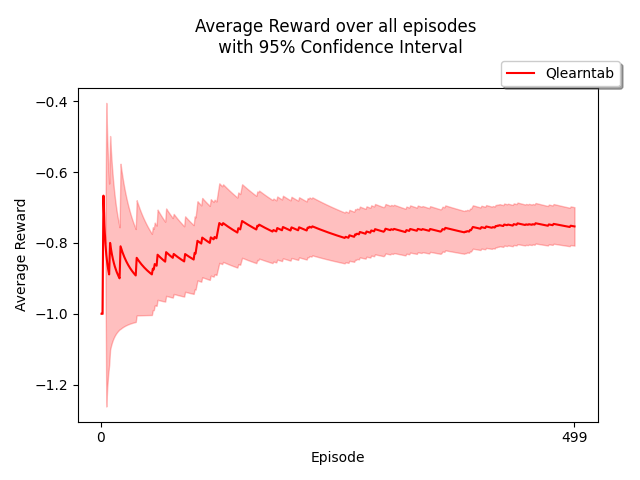 Average Reward over all episodes
with 95% Confidence Interval
Qlearntab
−0.4
−0.6
−0.8
−1.0
−1.2
Average Reward
0
499
Episode